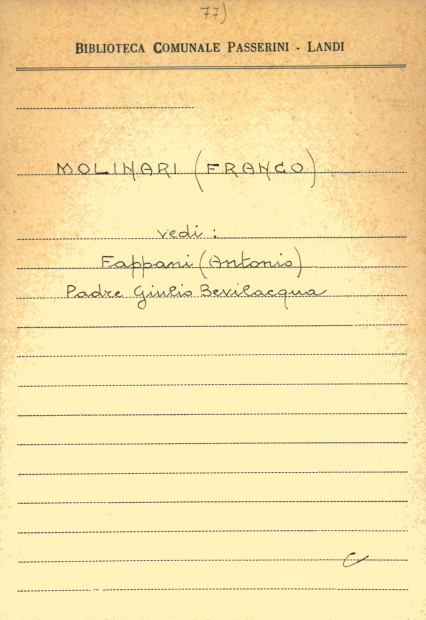 77)
BIBLIOTECA COMUNALE PASSERINI - LANDI
MOLINARI (FRANCO)
vedi :
Fappani (Antonio)
Padre Giulio Bevilacqua
C